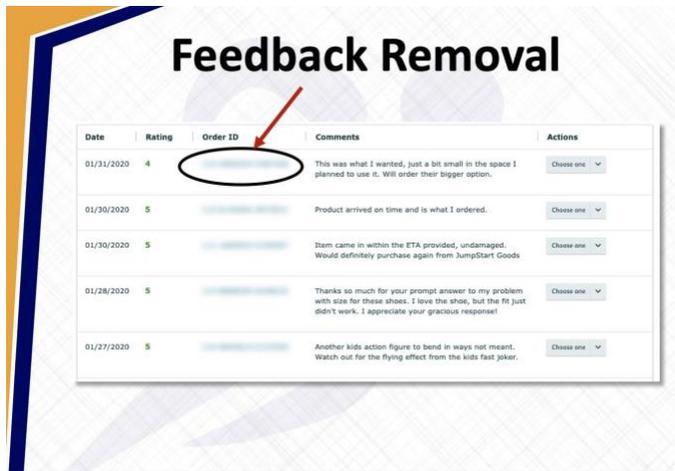 Feedback Removal
Date Rating Order ID Comments Actions
01/31/2020 4 This was what I wanted, just a bit small in the space I Choose one
planned to use it. Will order their bigger option.
01/30/2020 5 Product arrived on time and is what I ordered. Choose one
01/30/2020 5 Item came in within the ETA provided, undamaged. Choose one
Would definitely purchase again from JumpStart Goods
01/28/2020 5 Thanks so much for your prompt answer to my problem Choose one
with size for these shoes. I love the shoe, but the fit just
didn't work. I appreciate your gracious response!
01/27/2020 5 Another kids action figure to bend in ways not meant. Choose one
Watch out for the flying effect from the kids fast joker.